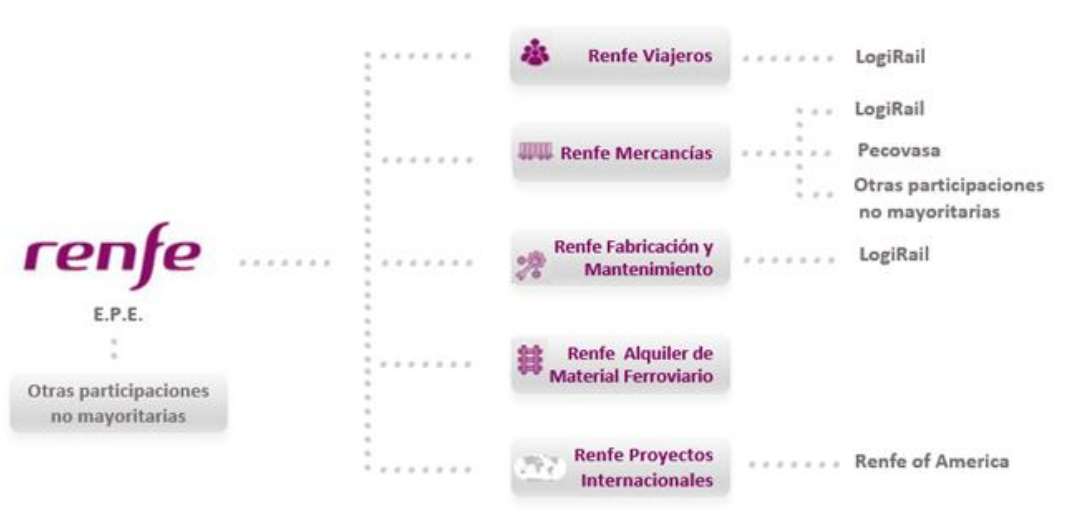 Renfe Viajeros
LogiRail
LogiRail
Renfe Mercancías
Pecovasa
Otras participaciones
no mayoritarias
renfe
E.P.E.
Otras participaciones
no mayoritarias
Renfe Fabricación y
Mantenimiento
LogiRail
Renfe Alquiler de
Material Ferroviario
Renfe Proyectos
Internacionales
Renfe of America